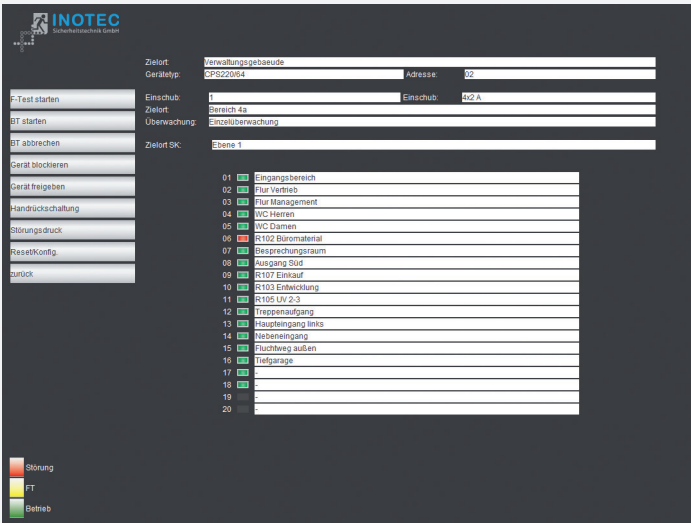 INOTEC
Sicherheitstechnik GmbH
Zielort: Verwaltungsgebaeude
Gerätetyp: CPS220/64 Adresse: 02
Einschub: 1 Einschub: 4x2 A
Zielort: Bereich 4a
Überwachung: Einzelüberwachung
Zielort SK: Ebene 1
F-Test starten
BT starten
BT abbrechen
Gerät blockieren
Gerät freigeben
Handrückschaltung
Störungsdruck
Reset/Konfig.
zurück
01 Eingangsbereich
02 Flur Vertrieb
03 Flur Management
04 WC Herren
05 WC Damen
06 R102 Büromaterial
07 Besprechungsraum
08 Ausgang Süd
09 R107 Einkauf
10 R103 Entwicklung
11 R105 UV 2-3
12 Treppenaufgang
13 Haupteingang links
14 Nebeneingang
15 Fluchtweg außen
16 Tiefgarage
17 -
18 -
19 -
20 -
Störung
FT
Betrieb